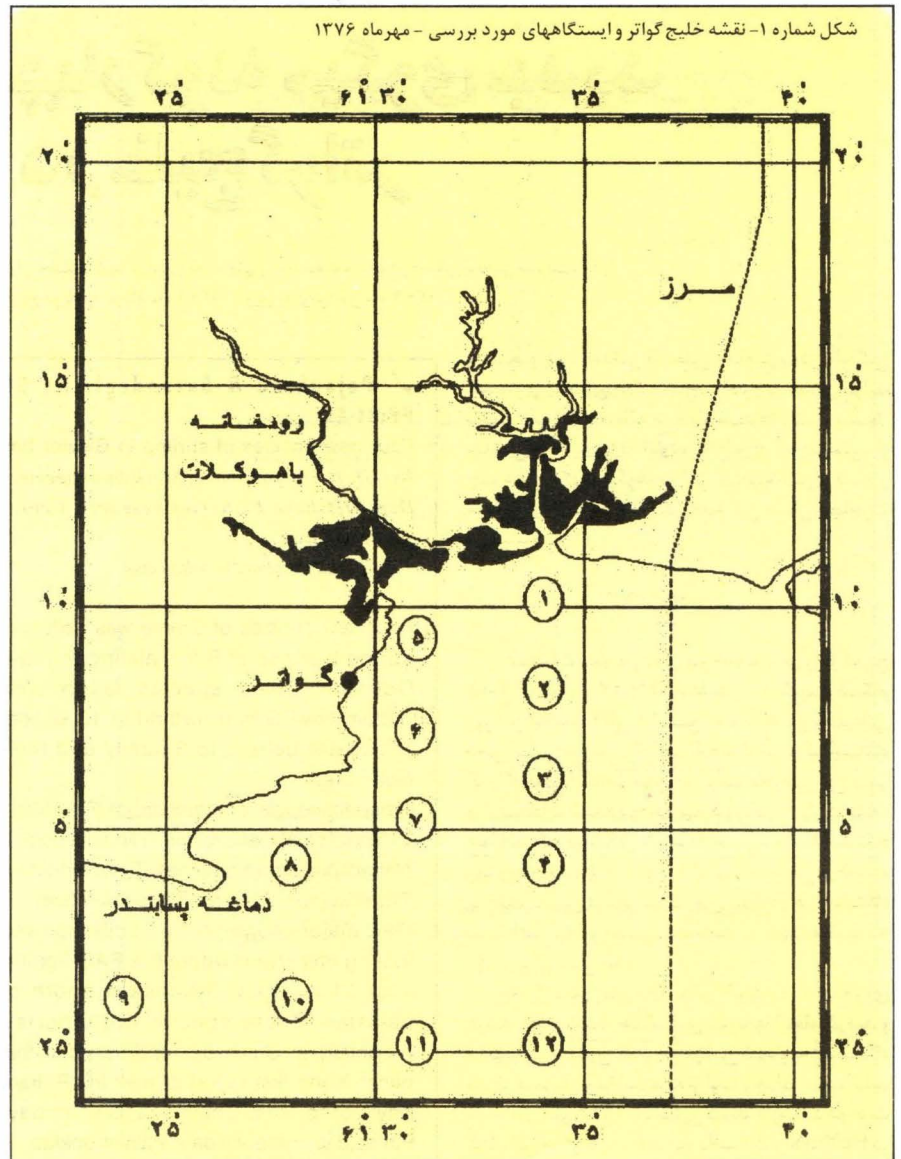 شکل شماره ۱- نقشه خلیج گواتر و ایستگاههای مورد بررسی - مهرماه ۱۳۷۶
۲۵ ۶۱ ۳۰ ۳۵ ۴۰
۲۰ ۲۰
مرز
۱۵ ۱۵
رودخانه
باهوکلات
۱۰ ۱۰
۱
۵
گواتر
۲
۶
۳
۷
۵ ۵
۸
۴
دماغه پسابندر
۹
۱۰
۱۱
۱۲
۲۵ ۲۵
۲۵ ۶۱ ۳۰ ۳۵ ۴۰